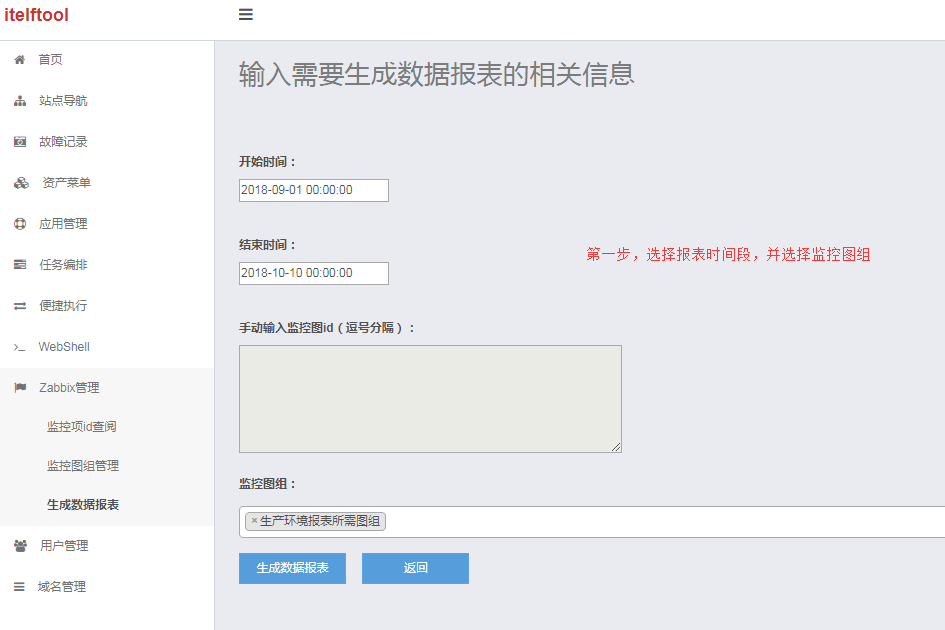 itelftool
首页
站点导航
故障记录
资产菜单
应用管理
任务编排
便捷执行
WebShell
Zabbix管理
监控项id查阅
监控图组管理
生成数据报表
用户管理
域名管理
输入需要生成数据报表的相关信息
开始时间：
2018-09-01 00:00:00
结束时间：
2018-10-10 00:00:00
第一步，选择报表时间段，并选择监控图组
手动输入监控图id（逗号分隔）：
监控图组：
×生产环境报表所需图组
生成数据报表
返回